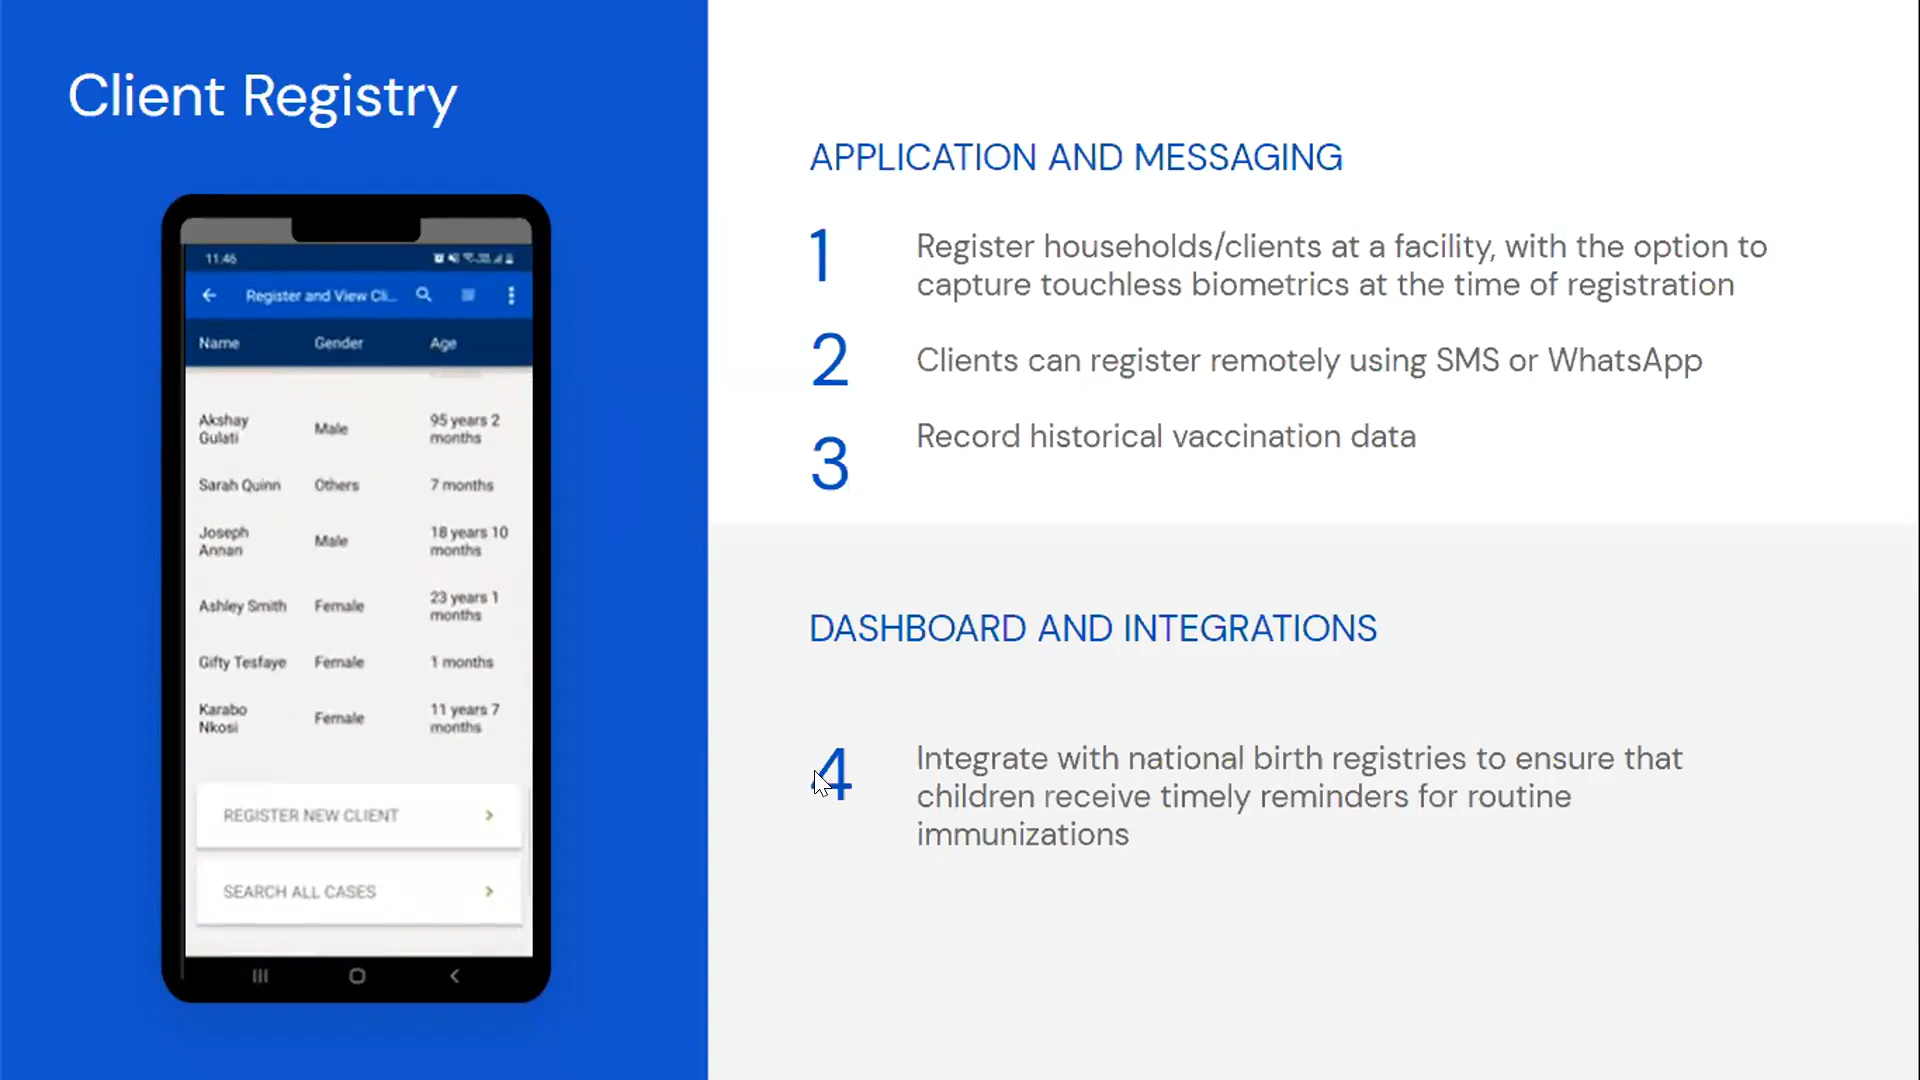 Client Registry
11:46
Register and View Cli...
Name Gender Age
Akshay Gulati Male 95 years 2 months
Sarah Quinn Others 7 months
Joseph Annan Male 18 years 10 months
Ashley Smith Female 23 years 1 months
Gifty Tesfaye Female 1 months
Karabo Nkosi Female 11 years 7 months
REGISTER NEW CLIENT
SEARCH ALL CASES
APPLICATION AND MESSAGING
1 Register households/clients at a facility, with the option to
capture touchless biometrics at the time of registration
2 Clients can register remotely using SMS or WhatsApp
3 Record historical vaccination data
DASHBOARD AND INTEGRATIONS
4 Integrate with national birth registries to ensure that
children receive timely reminders for routine
immunizations